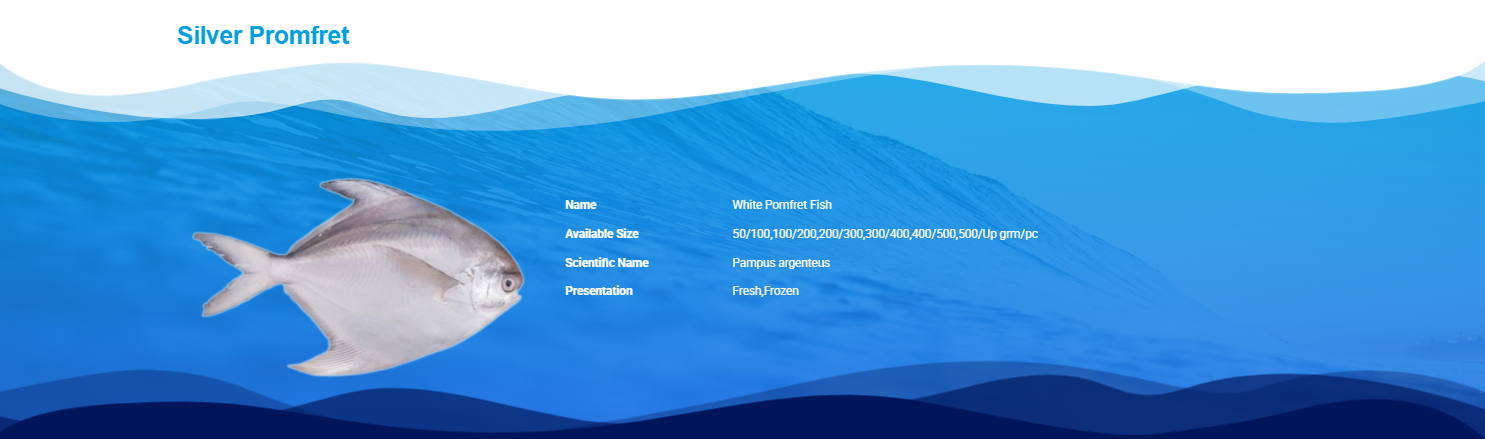 Silver Promfret
Name White Pomfret Fish
Available Size 50/100,100/200,200/300,300/400,400/500,500/Up grm/pc
Scientific Name Pampus argenteus
Presentation Fresh,Frozen